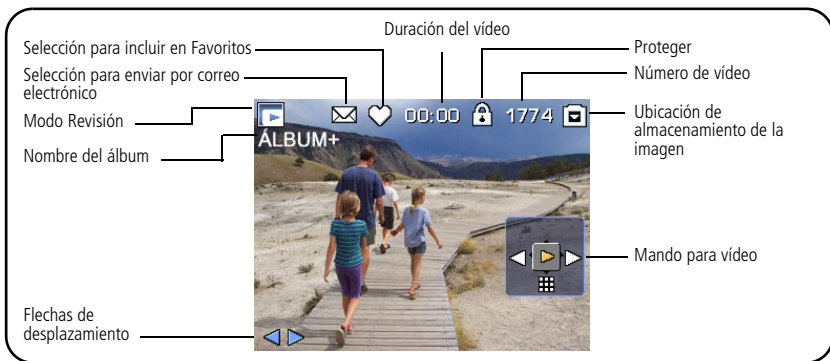 Duración del vídeo
Selección para incluir en Favoritos
Proteger
Selección para enviar por correo
electrónico
Número de vídeo
Modo Revisión
00:00
1774
Ubicación de
almacenamiento de la
imagen
Nombre del álbum
ÁLBUM+
Mando para vídeo
Flechas de
desplazamiento